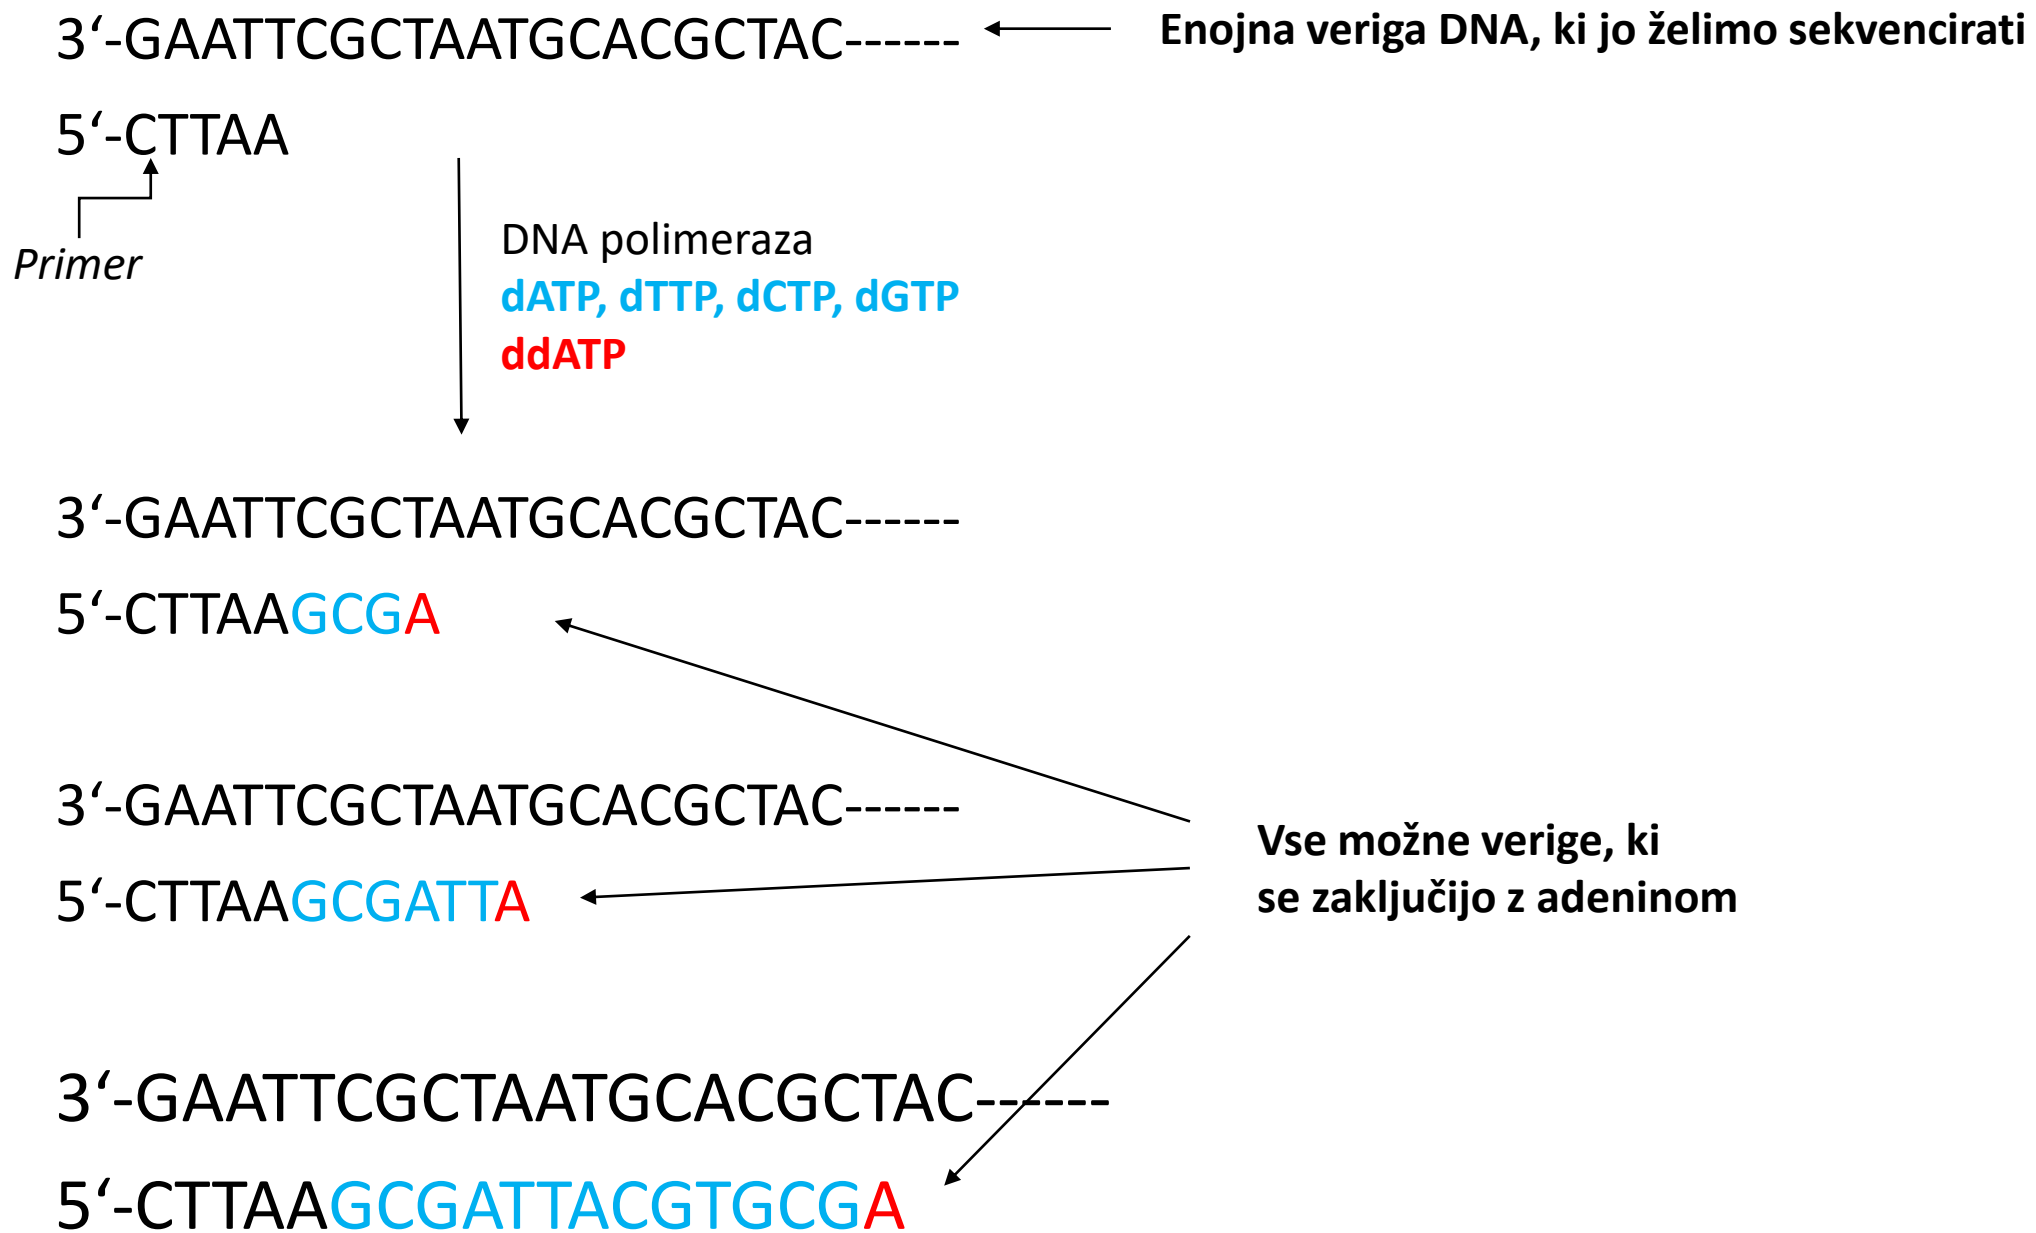 3‘-GAATTCGCTAATGCACGCTAC------
Enojna veriga DNA, ki jo želimo sekvencirati
5‘-CTTAA
Primer
DNA polimeraza
dATP, dTTP, dCTP, dGTP
ddATP
3‘-GAATTCGCTAATGCACGCTAC------
5‘-CTTAAGCGA
3‘-GAATTCGCTAATGCACGCTAC------
5‘-CTTAAGCGATTA
Vse možne verige, ki
se zaključijo z adeninom
3‘-GAATTCGCTAATGCACGCTAC------
5‘-CTTAAGCGATTACGTGCGA